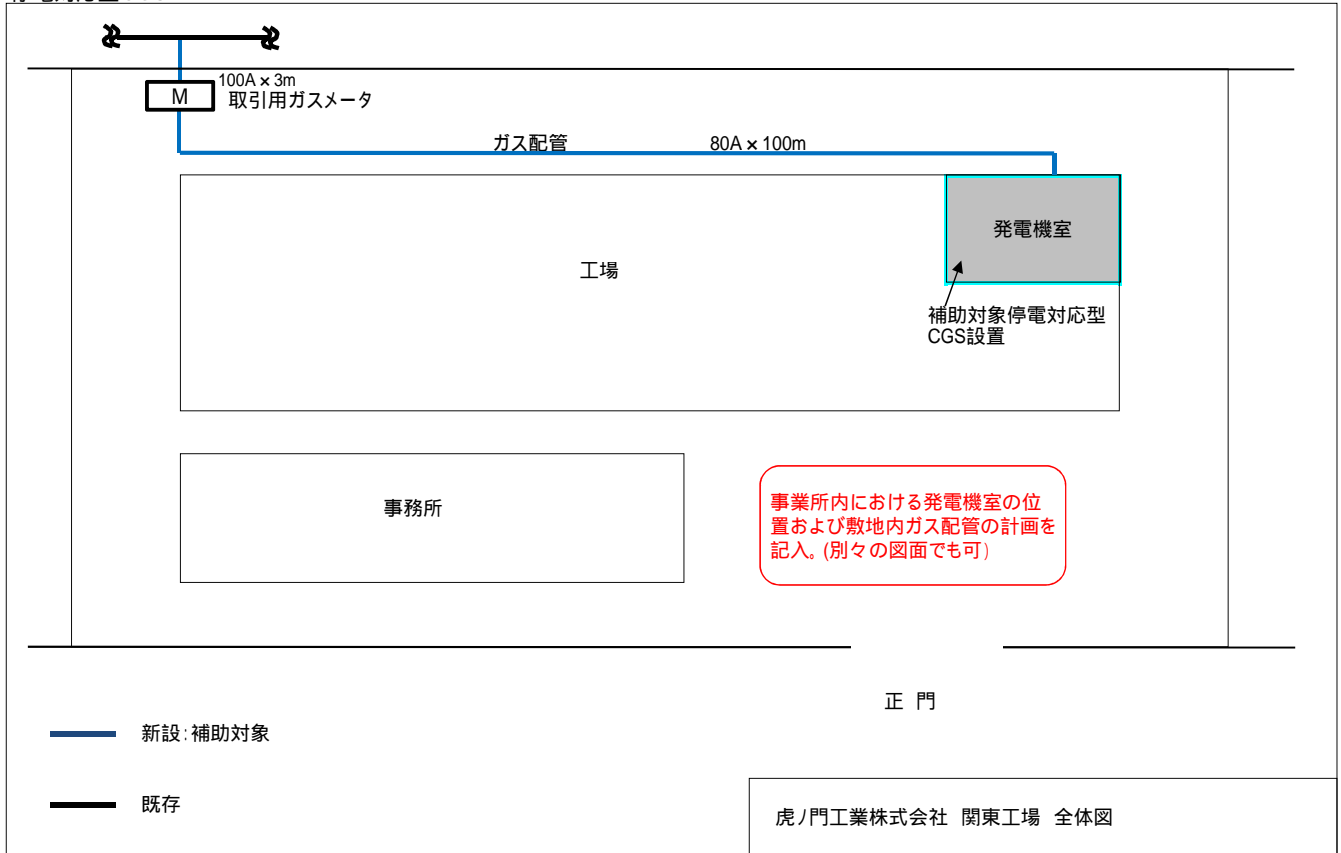 100A×3m
M
取引用ガスメータ
ガス配管
80A×100m
発電機室
工場
補助対象停電対応型
CGS設置
事務所
事業所内における発電機室の位
置および敷地内ガス配管の計画を
記入。(別々の図面でも可)
正 門
新設:補助対象
既存
虎ノ門工業株式会社 関東工場 全体図